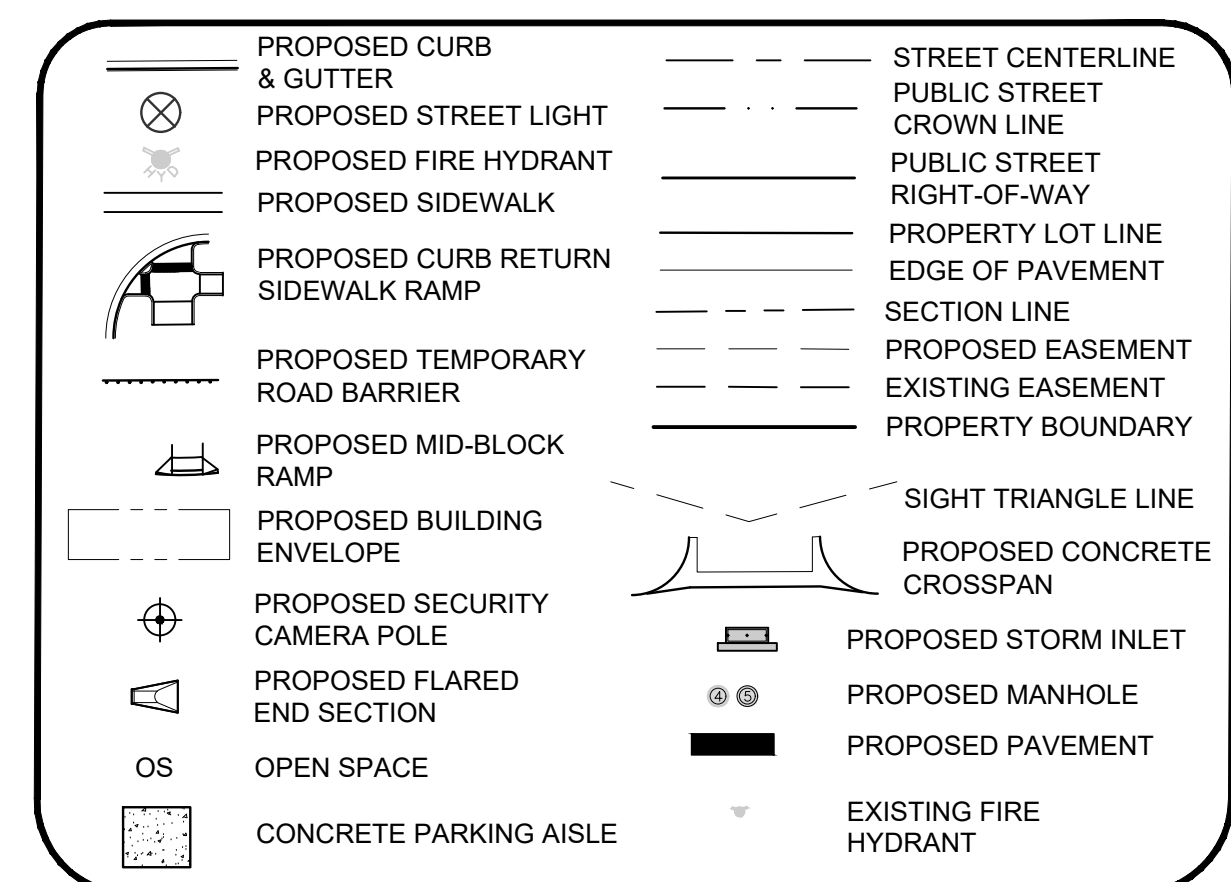 PROPOSED CURB
& GUTTER
PROPOSED STREET LIGHT
HYD
PROPOSED FIRE HYDRANT
PROPOSED SIDEWALK
PROPOSED CURB RETURN
SIDEWALK RAMP
PROPOSED TEMPORARY
ROAD BARRIER
PROPOSED MID-BLOCK
RAMP
PROPOSED BUILDING
ENVELOPE
PROPOSED SECURITY
CAMERA POLE
PROPOSED FLARED
END SECTION
OS OPEN SPACE
CONCRETE PARKING AISLE
STREET CENTERLINE
PUBLIC STREET
CROWN LINE
PUBLIC STREET
RIGHT-OF-WAY
PROPERTY LOT LINE
EDGE OF PAVEMENT
SECTION LINE
PROPOSED EASEMENT
EXISTING EASEMENT
PROPERTY BOUNDARY
SIGHT TRIANGLE LINE
PROPOSED CONCRETE
CROSSPAN
PROPOSED STORM INLET
4 5 PROPOSED MANHOLE
PROPOSED PAVEMENT
EXISTING FIRE
HYDRANT